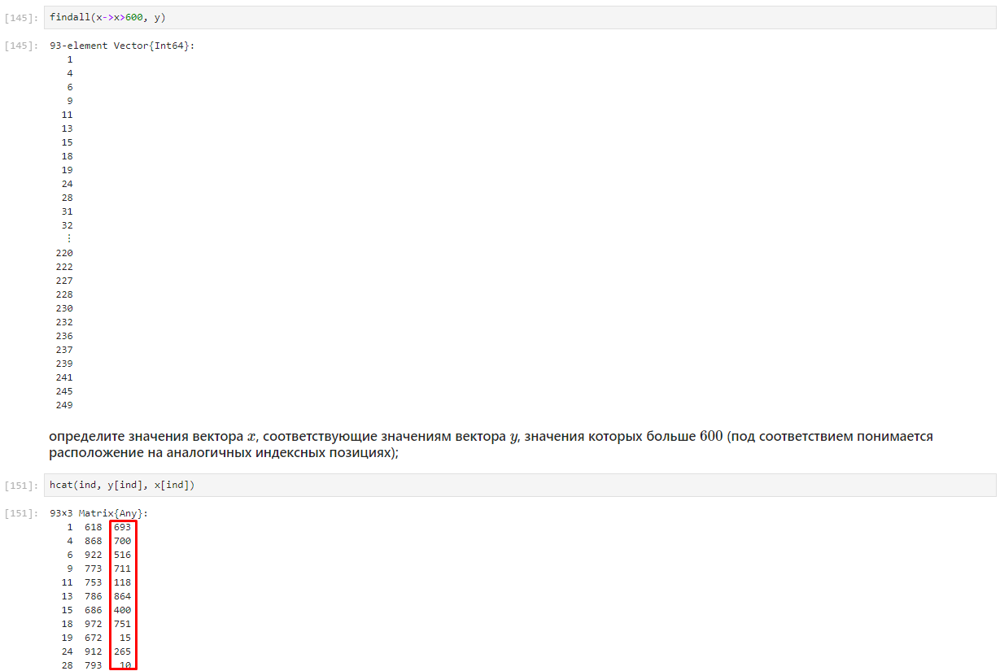 [145]: findall(x->x>600, y)
[145]: 93-element Vector{Int64}:
1
4
6
9
11
13
15
18
19
24
28
31
32
⋮
220
222
227
228
230
232
236
237
239
241
245
249
определите значения вектора x, соответствующие значениям вектора y, значения которых больше 600 (под соответствием понимается
расположение на аналогичных индексных позициях);
[151]: hcat(ind, y[ind], x[ind])
[151]: 93×3 Matrix{Any}:
1 618 693
4 868 700
6 922 516
9 773 711
11 753 118
13 786 864
15 686 400
18 972 751
19 672 15
24 912 265
28 793 10